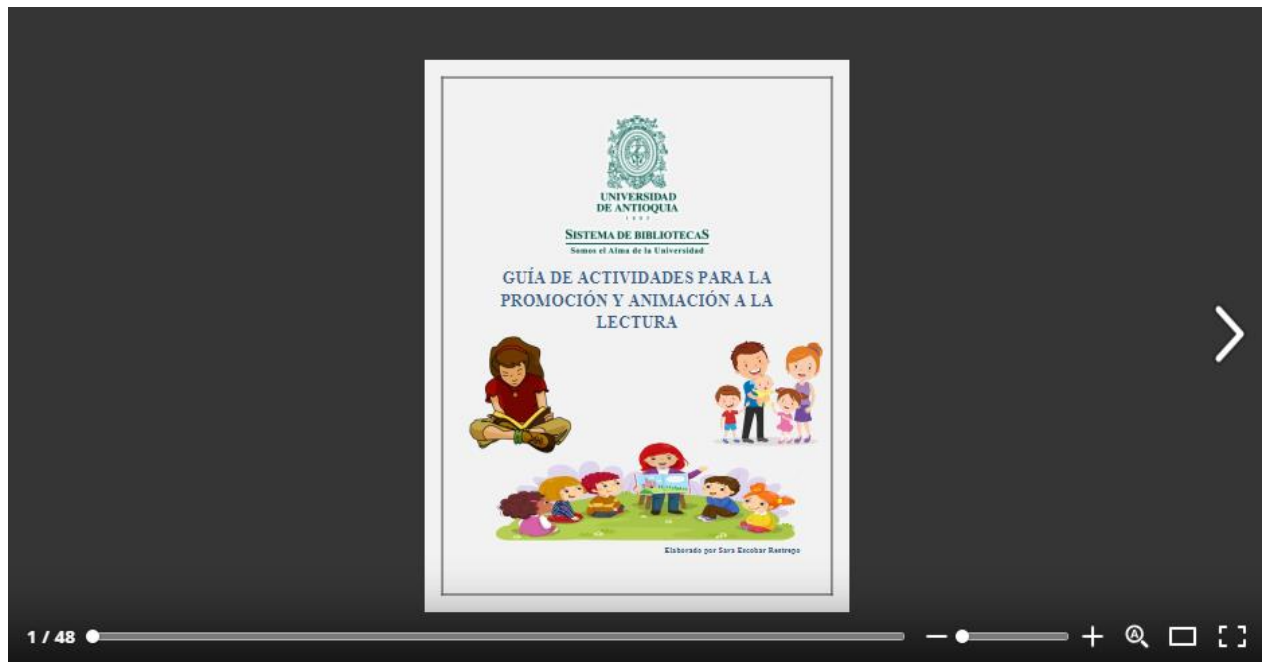 UNIVERSIDAD
DE ANTIOQUIA
1803
SISTEMA DE BIBLIOTECAS
Somos el Alma de la Universidad
GUÍA DE ACTIVIDADES PARA LA
PROMOCIÓN Y ANIMACIÓN A LA
LECTURA
Elaborado por Sara Escobar Restrepo
1 / 48